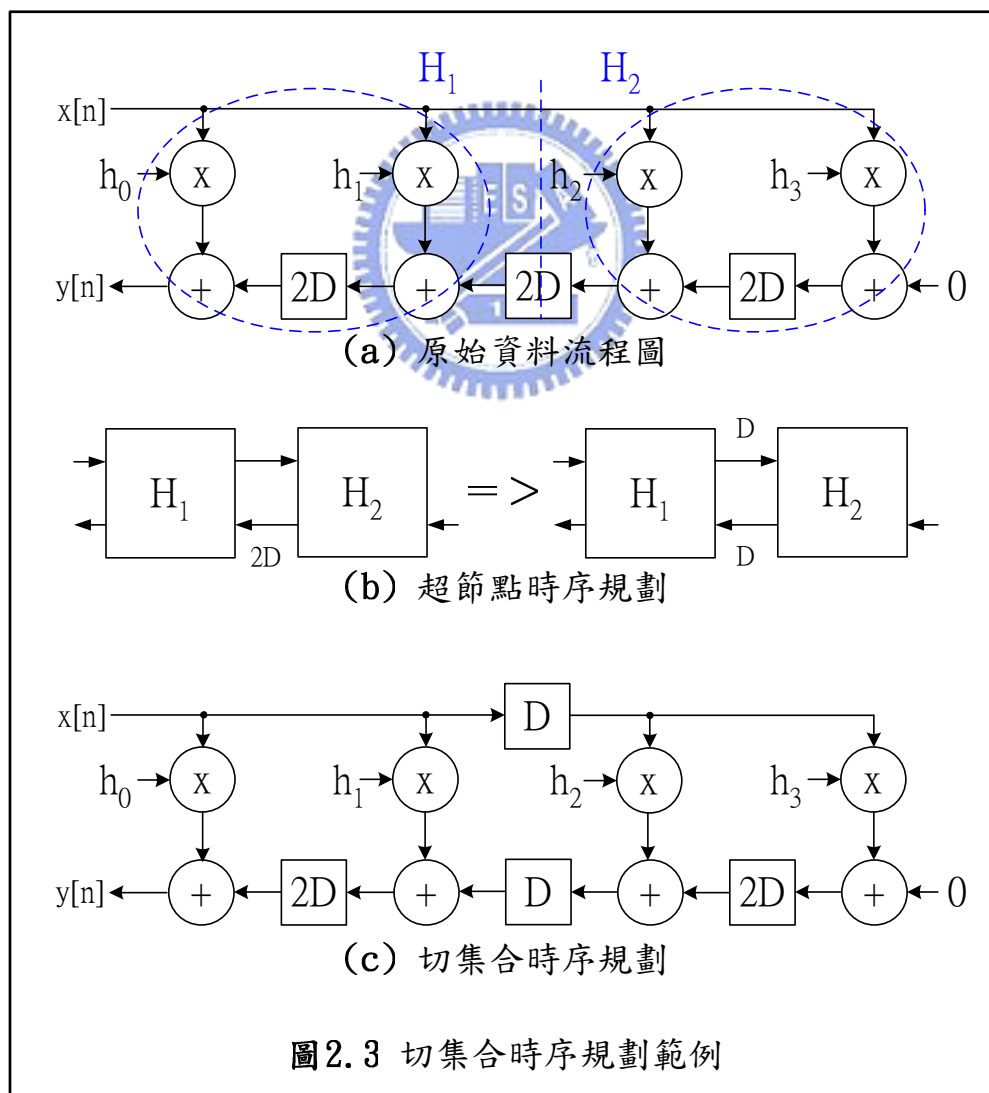 H₁ H₂
x[n]
h₀ x h₁ x h₂ x h₃ x
y[n] + 2D + 2D + 2D + 0
(a) 原始資料流程圖
D
H₁ H₂ => H₁ H₂
2D D
(b) 超節點時序規劃
x[n] D
h₀ x h₁ x h₂ x h₃ x
y[n] + 2D + D + 2D + 0
(c) 切集合時序規劃
圖2.3 切集合時序規劃範例